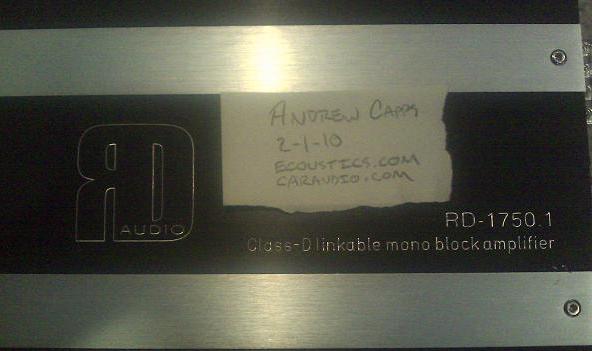 ANDREW CAPPS
2-1-10
ECOUSTICS.COM
CARAUDIO.COM
RD AUDIO
RD-1750.1
Class-D linkable mono block amplifier